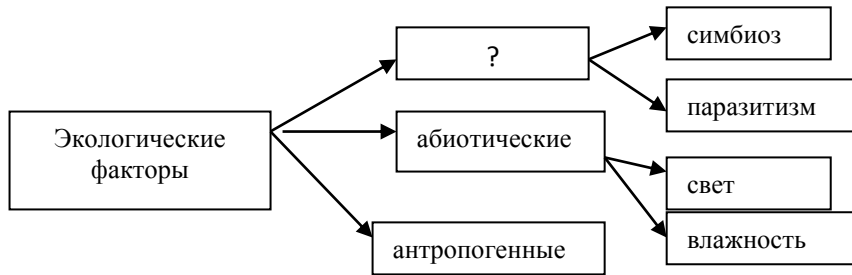 Экологические
факторы
?
абиотические
антропогенные
симбиоз
паразитизм
свет
влажность